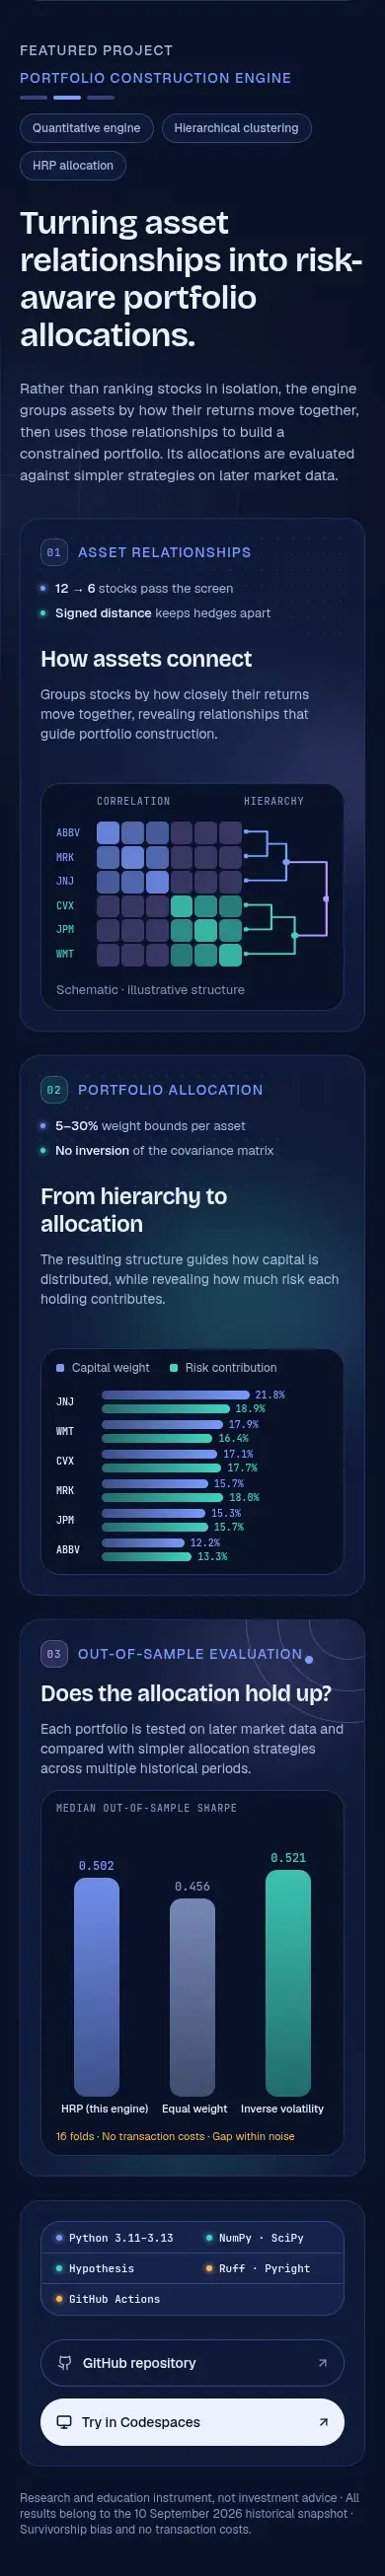 FEATURED PROJECT
PORTFOLIO CONSTRUCTION ENGINE
Quantitative engine
Hierarchical clustering
HRP allocation
Turning asset
relationships into risk-
aware portfolio
allocations.
Rather than ranking stocks in isolation, the engine
groups assets by how their returns move together,
then uses those relationships to build a
constrained portfolio. Its allocations are evaluated
against simpler strategies on later market data.
01 ASSET RELATIONSHIPS
12 → 6 stocks pass the screen
Signed distance keeps hedges apart
How assets connect
Groups stocks by how closely their returns
move together, revealing relationships that
guide portfolio construction.
CORRELATION HIERARCHY
ABBV
MRK
JNJ
CVX
JPM
WMT
Schematic · illustrative structure
02 PORTFOLIO ALLOCATION
5–30% weight bounds per asset
No inversion of the covariance matrix
From hierarchy to
allocation
The resulting structure guides how capital is
distributed, while revealing how much risk each
holding contributes.
Capital weight Risk contribution
JNJ 21.8%
18.9%
WMT 17.9%
16.4%
CVX 17.1%
17.7%
MRK 15.7%
18.0%
JPM 15.3%
15.7%
ABBV 12.2%
13.3%
03 OUT-OF-SAMPLE EVALUATION
Does the allocation hold up?
Each portfolio is tested on later market data and
compared with simpler allocation strategies
across multiple historical periods.
MEDIAN OUT-OF-SAMPLE SHARPE
0.502 0.456 0.521
HRP (this engine) Equal weight Inverse volatility
16 folds · No transaction costs · Gap within noise
Python 3.11–3.13 NumPy · SciPy
Hypothesis Ruff · Pyright
GitHub Actions
GitHub repository
Try in Codespaces
Research and education instrument, not investment advice · All
results belong to the 10 September 2026 historical snapshot ·
Survivorship bias and no transaction costs.